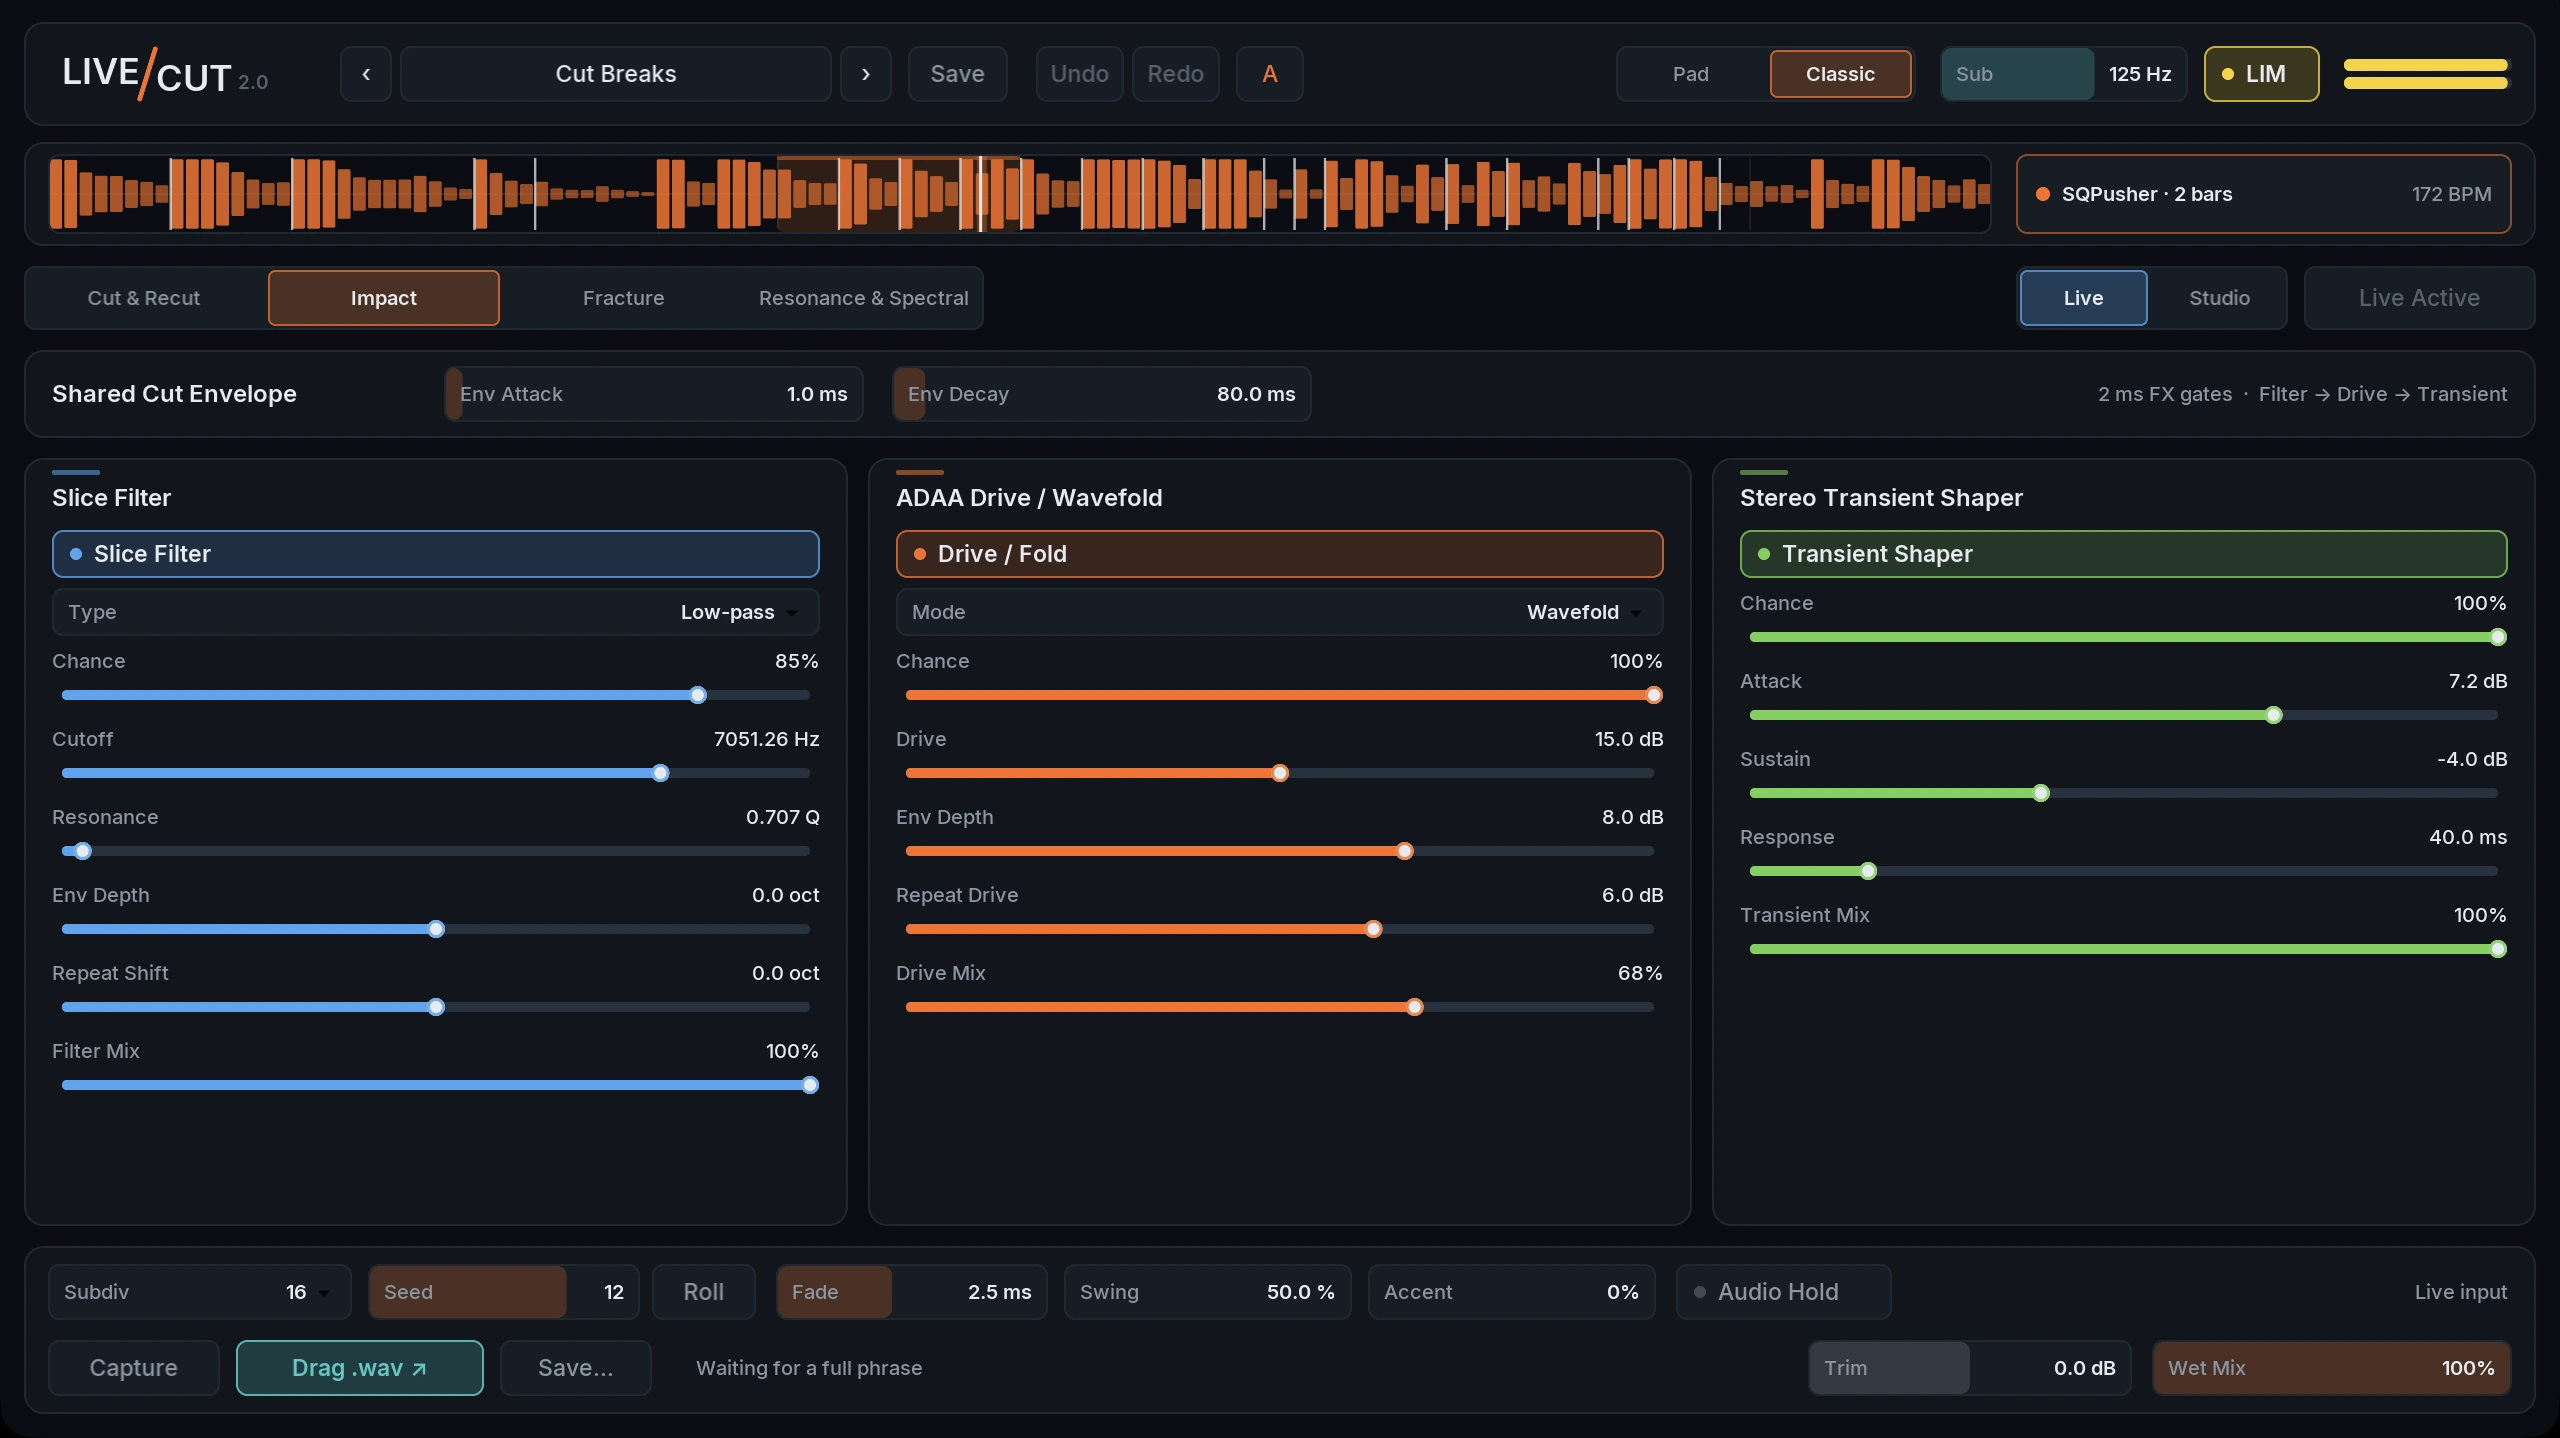 LIVE/CUT 2.0
‹ Cut Breaks › Save Undo Redo A Pad Classic Sub 125 Hz LIM
SQPusher · 2 bars 172 BPM
Cut & Recut Impact Fracture Resonance & Spectral Live Studio Live Active
Shared Cut Envelope Env Attack 1.0 ms Env Decay 80.0 ms 2 ms FX gates · Filter → Drive → Transient
Slice Filter
Slice Filter
Type Low-pass
Chance 85%
Cutoff 7051.26 Hz
Resonance 0.707 Q
Env Depth 0.0 oct
Repeat Shift 0.0 oct
Filter Mix 100%
ADAA Drive / Wavefold
Drive / Fold
Mode Wavefold
Chance 100%
Drive 15.0 dB
Env Depth 8.0 dB
Repeat Drive 6.0 dB
Drive Mix 68%
Stereo Transient Shaper
Transient Shaper
Chance 100%
Attack 7.2 dB
Sustain -4.0 dB
Response 40.0 ms
Transient Mix 100%
Subdiv 16 Seed 12 Roll Fade 2.5 ms Swing 50.0 % Accent 0% Audio Hold Live input
Capture Drag .wav ↗ Save... Waiting for a full phrase Trim 0.0 dB Wet Mix 100%